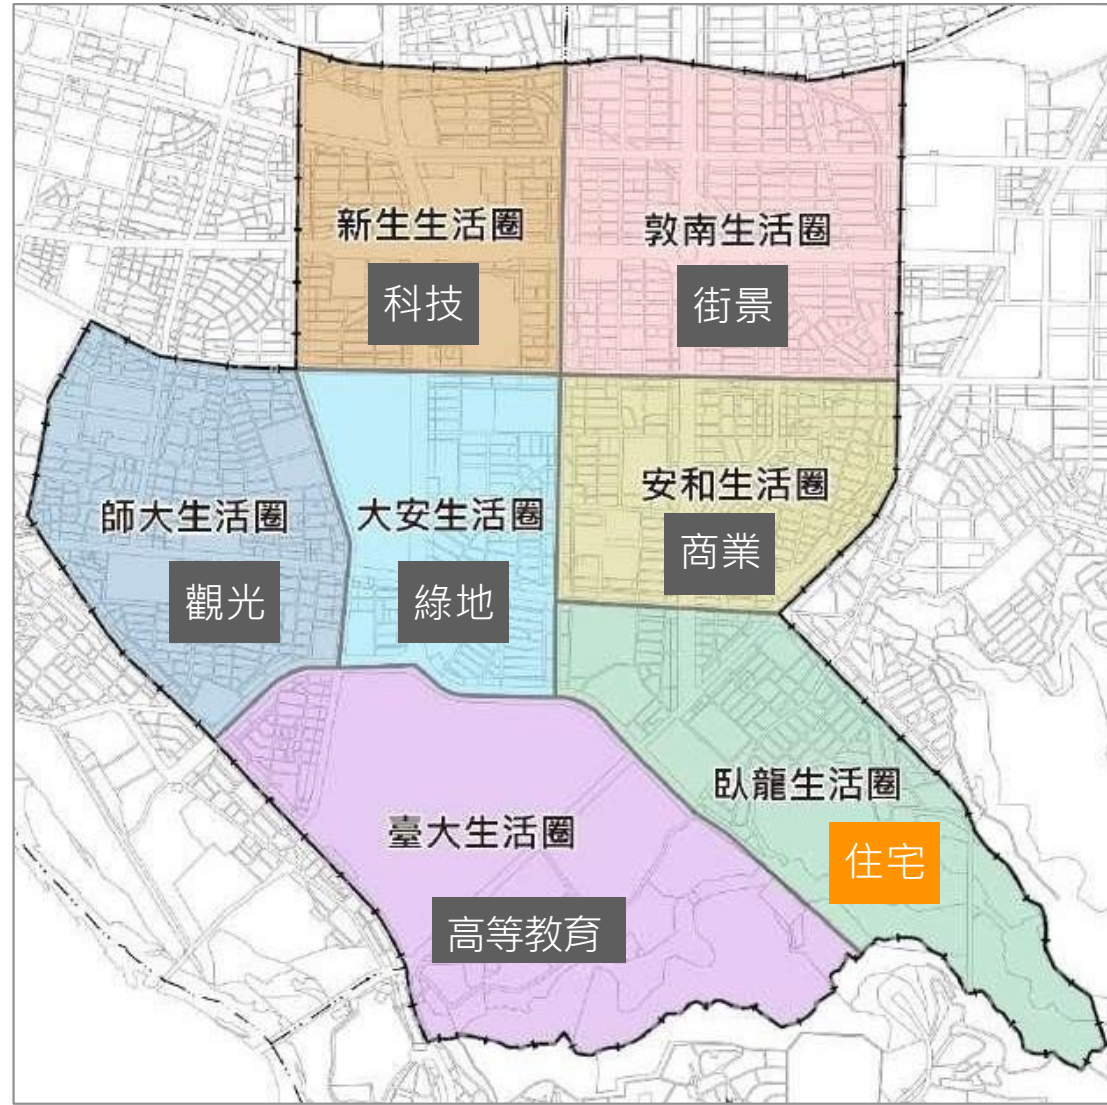 新生生活圈
科技
敦南生活圈
街景
師大生活圈
觀光
大安生活圈
綠地
安和生活圈
商業
臥龍生活圈
住宅
臺大生活圈
高等教育